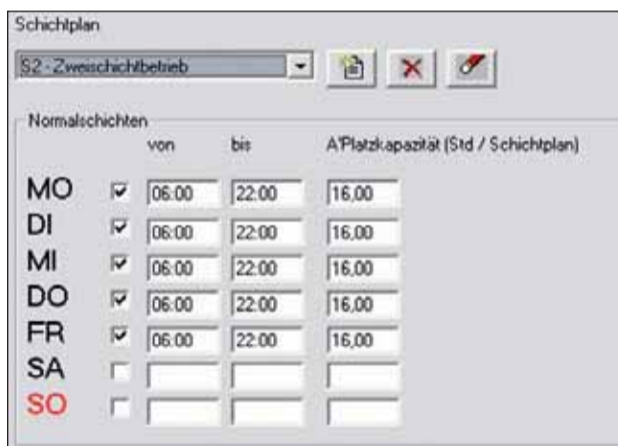 Schichtplan
S2 - Zweischichtbetrieb
Normalschichten
von bis A'Platzkapazität (Std / Schichtplan)
MO 06:00 22:00 16,00
DI 06:00 22:00 16,00
MI 06:00 22:00 16,00
DO 06:00 22:00 16,00
FR 06:00 22:00 16,00
SA
SO